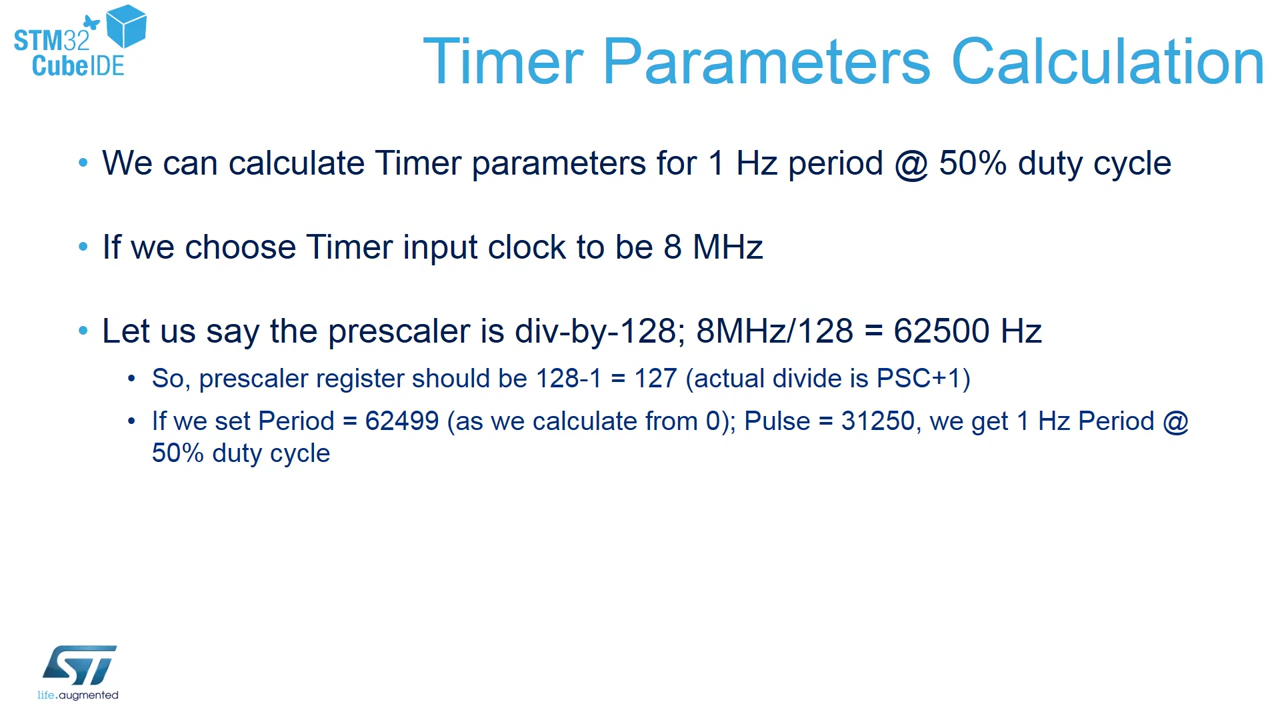 STM32
CubeIDE
Timer Parameters Calculation
• We can calculate Timer parameters for 1 Hz period @ 50% duty cycle
• If we choose Timer input clock to be 8 MHz
• Let us say the prescaler is div-by-128; 8MHz/128 = 62500 Hz
• So, prescaler register should be 128-1 = 127 (actual divide is PSC+1)
• If we set Period = 62499 (as we calculate from 0); Pulse = 31250, we get 1 Hz Period @
50% duty cycle
ST
life.augmented